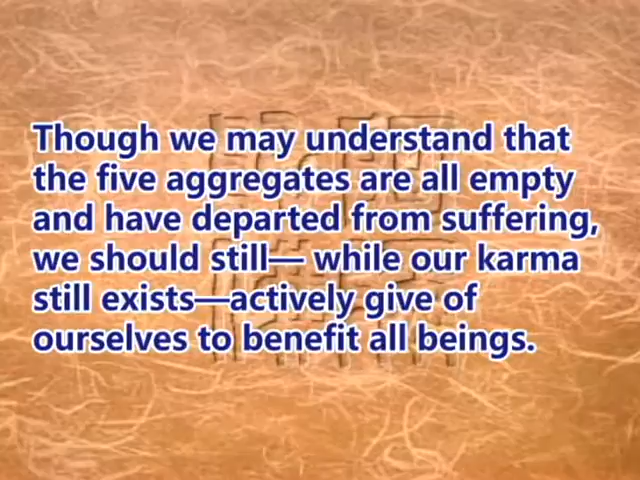 Though we may understand that
the five aggregates are all empty
and have departed from suffering,
we should still— while our karma
still exists—actively give of
ourselves to benefit all beings.